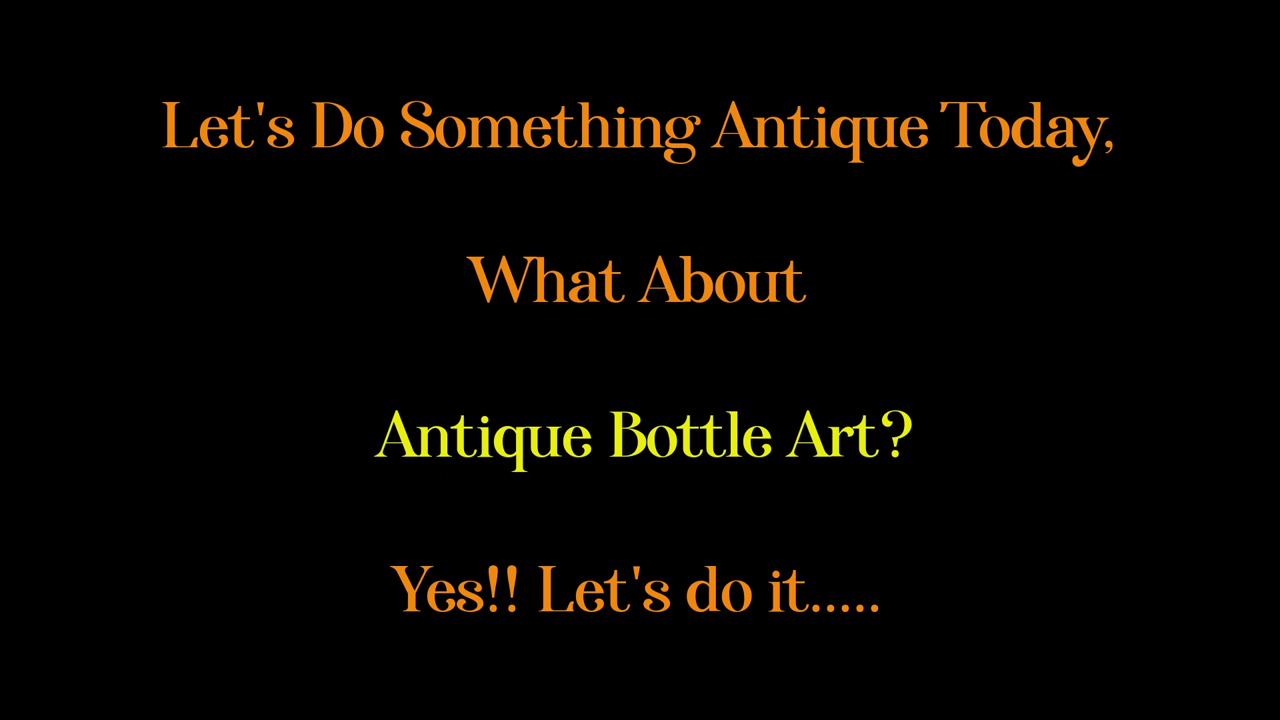 Let's Do Something Antique Today,
What About
Antique Bottle Art?
Yes!! Let's do it.....